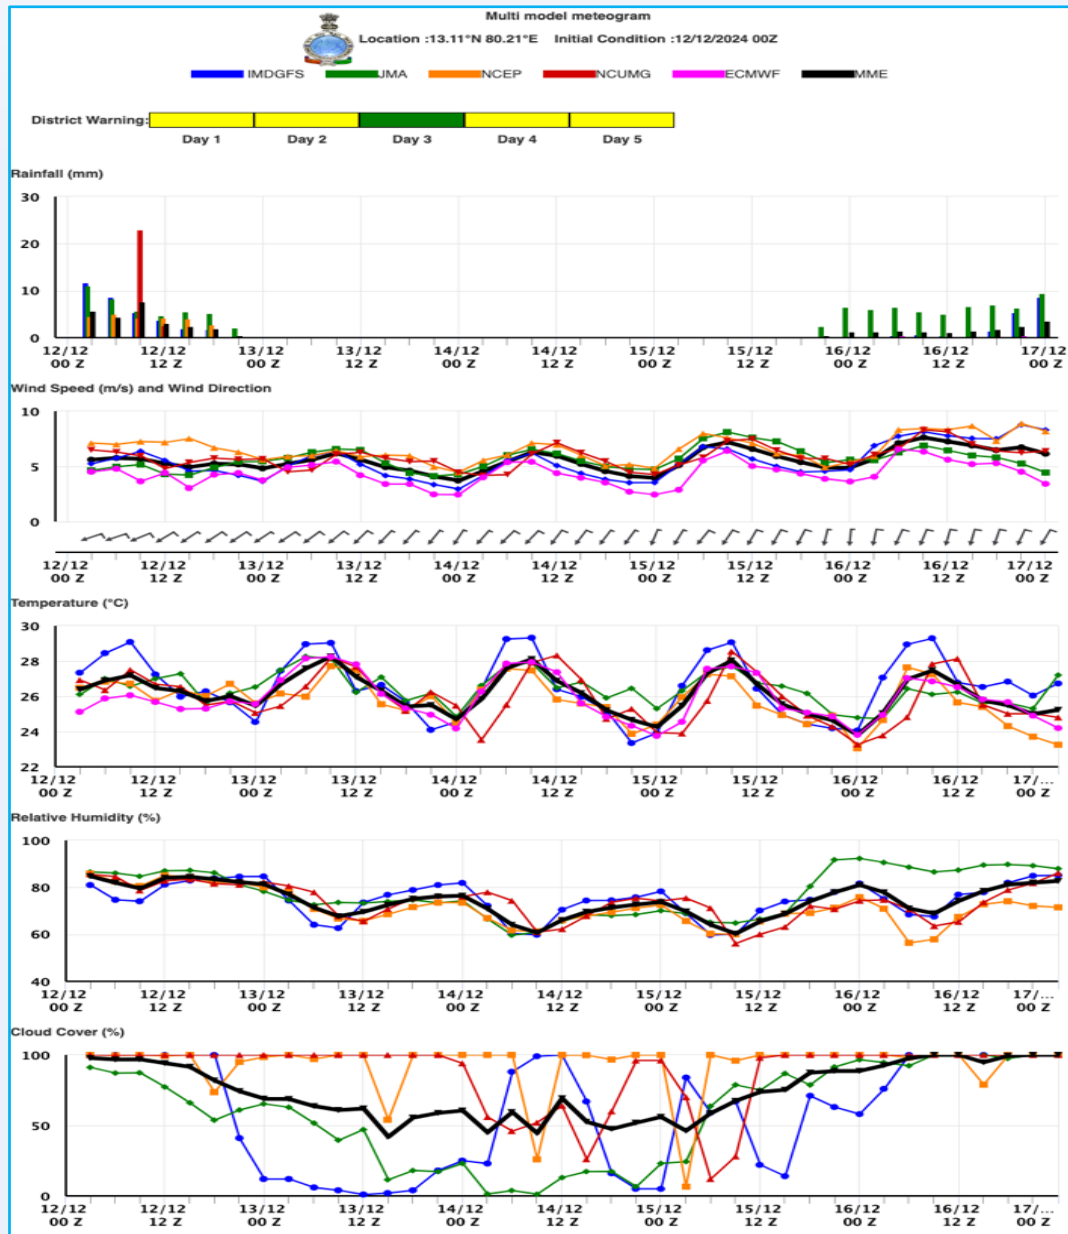 Multi model meteogram
Location :13.11°N 80.21°E Initial Condition :12/12/2024 00Z
IMDGFS JMA NCEP NCUMG ECMWF MME
District Warning:
Day 1 Day 2 Day 3 Day 4 Day 5
Rainfall (mm)
30
20
10
0
12/12 12/12 13/12 13/12 14/12 14/12 15/12 15/12 16/12 16/12 17/12
00 Z 12 Z 00 Z 12 Z 00 Z 12 Z 00 Z 12 Z 00 Z 12 Z 00 Z
Wind Speed (m/s) and Wind Direction
10
5
0
12/12 12/12 13/12 13/12 14/12 14/12 15/12 15/12 16/12 16/12 17/12
00 Z 12 Z 00 Z 12 Z 00 Z 12 Z 00 Z 12 Z 00 Z 12 Z 00 Z
Temperature (°C)
30
28
26
24
22
12/12 12/12 13/12 13/12 14/12 14/12 15/12 15/12 16/12 16/12 17/...
00 Z 12 Z 00 Z 12 Z 00 Z 12 Z 00 Z 12 Z 00 Z 12 Z 00 Z
Relative Humidity (%)
100
80
60
40
12/12 12/12 13/12 13/12 14/12 14/12 15/12 15/12 16/12 16/12 17/...
00 Z 12 Z 00 Z 12 Z 00 Z 12 Z 00 Z 12 Z 00 Z 12 Z 00 Z
Cloud Cover (%)
100
50
0
12/12 12/12 13/12 13/12 14/12 14/12 15/12 15/12 16/12 16/12 17/...
00 Z 12 Z 00 Z 12 Z 00 Z 12 Z 00 Z 12 Z 00 Z 12 Z 00 Z